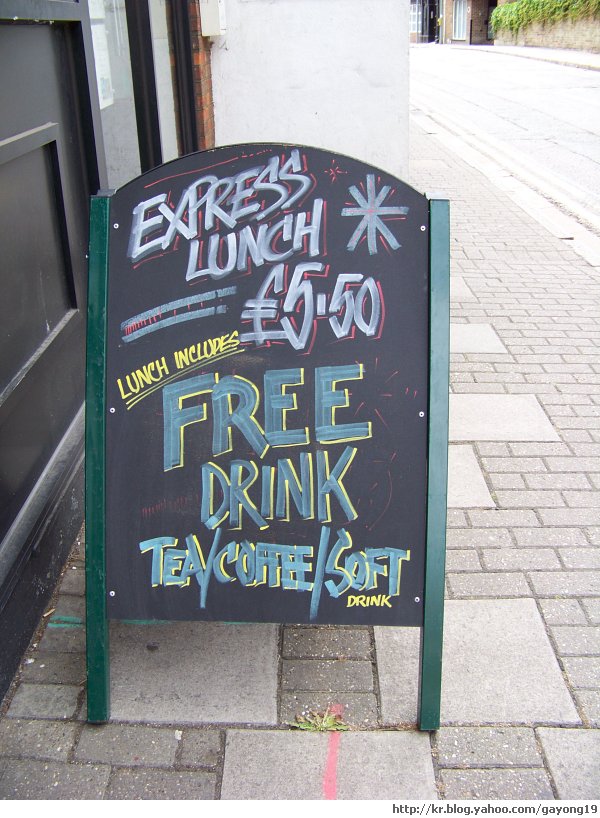 EXPRESS
LUNCH
£5.50
LUNCH INCLUDES
FREE
DRINK
TEA/COFFEE/SOFT
DRINK
http://kr.blog.yahoo.com/gayong19